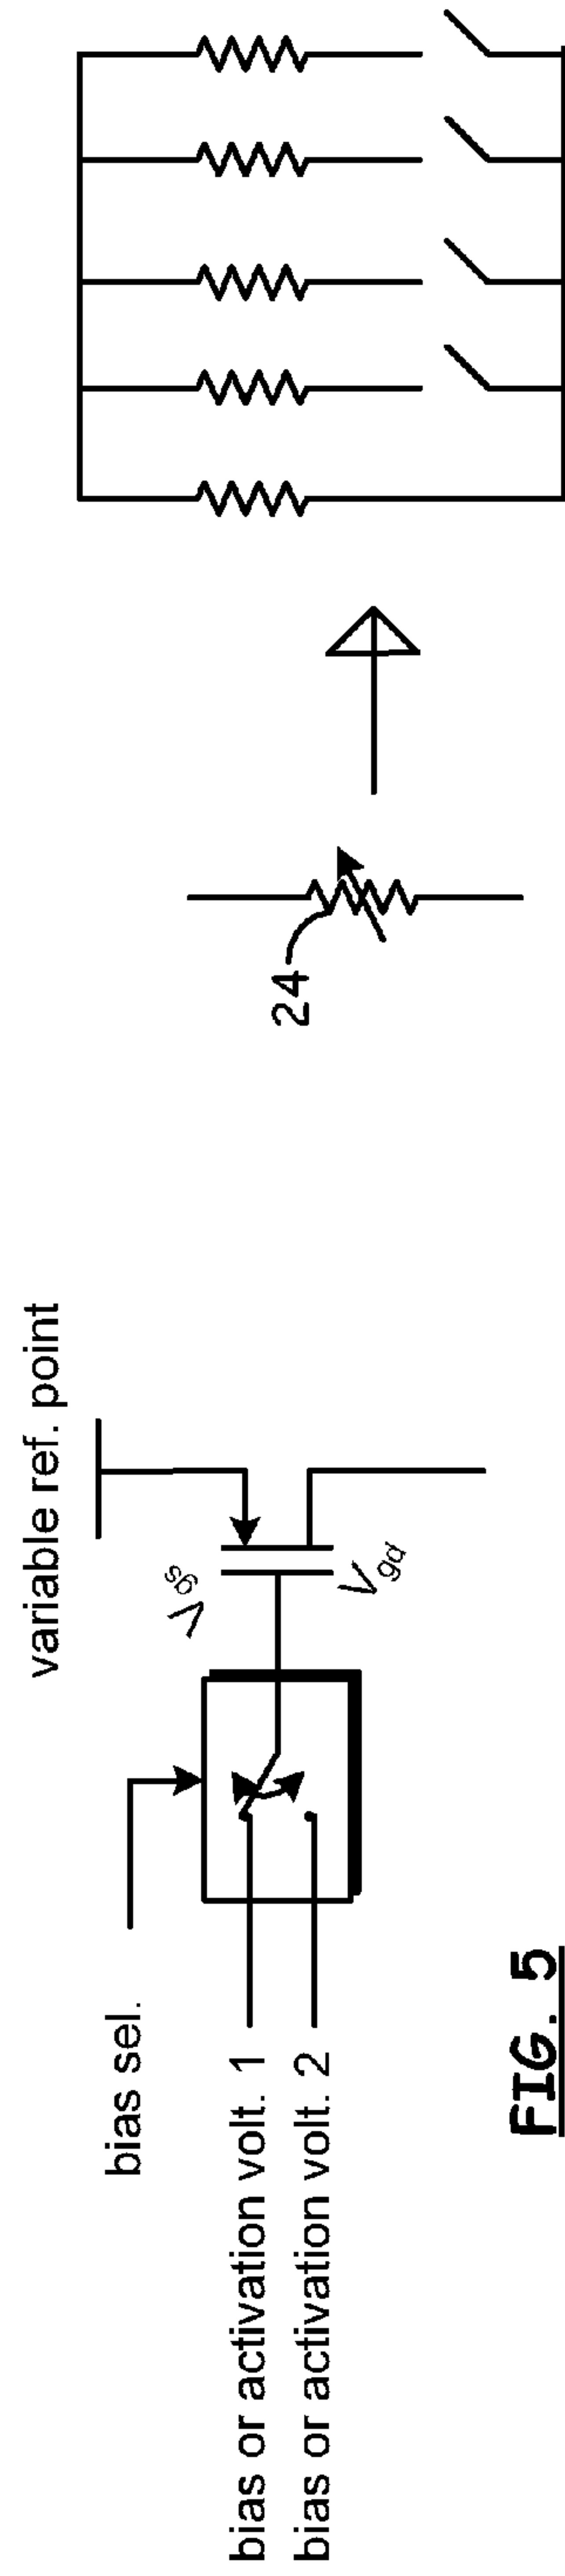 variable ref. point
bias sel.
V_gs
bias or activation volt. 1
bias or activation volt. 2
V_gd
24
FIG. 5